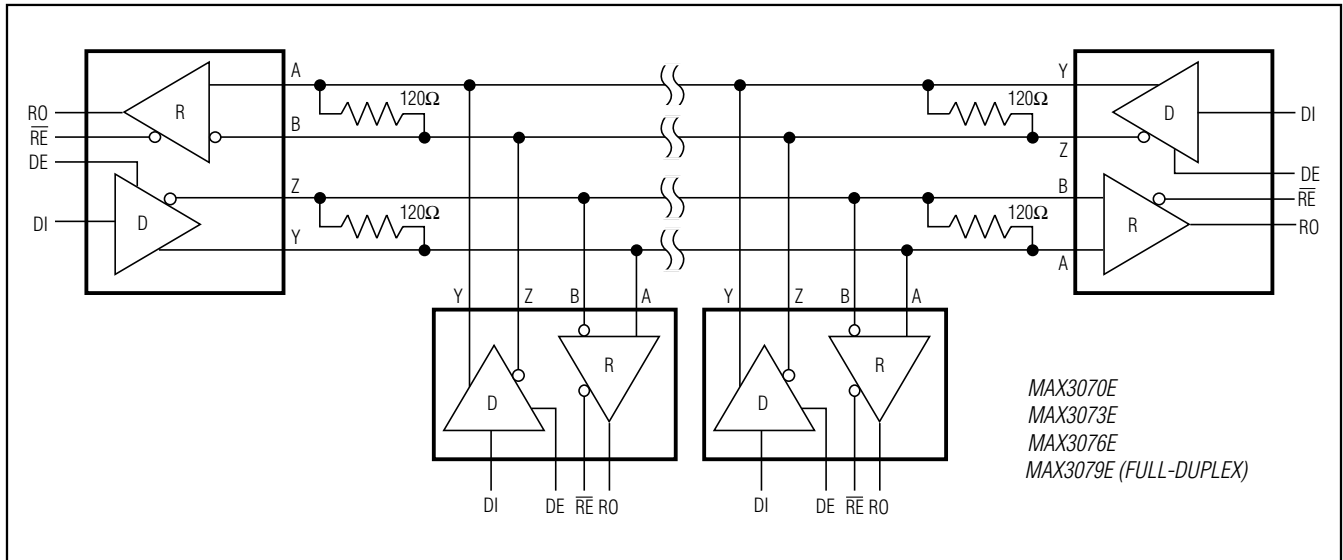 A
Y
RO
R
120Ω
120Ω
D
DI
RE
B
Z
DE
DE
Z
B
RE
DI
D
120Ω
120Ω
R
RO
Y
A
Y Z B A
Y Z B A
R
R
D
D
DI DE RE RO
DI DE RE RO
MAX3070E
MAX3073E
MAX3076E
MAX3079E (FULL-DUPLEX)